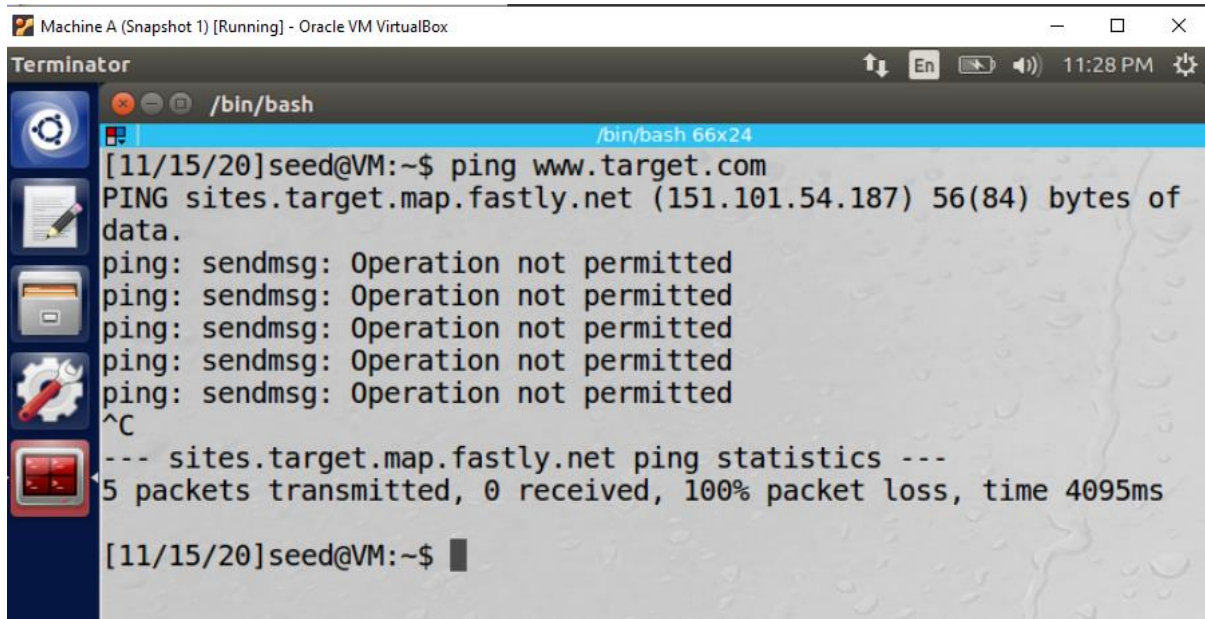 Machine A (Snapshot 1) [Running] - Oracle VM VirtualBox
Terminator
En
11:28 PM
/bin/bash
/bin/bash 66x24
[11/15/20]seed@VM:~$ ping www.target.com
PING sites.target.map.fastly.net (151.101.54.187) 56(84) bytes of
data.
ping: sendmsg: Operation not permitted
ping: sendmsg: Operation not permitted
ping: sendmsg: Operation not permitted
ping: sendmsg: Operation not permitted
ping: sendmsg: Operation not permitted
^C
--- sites.target.map.fastly.net ping statistics ---
5 packets transmitted, 0 received, 100% packet loss, time 4095ms
[11/15/20]seed@VM:~$